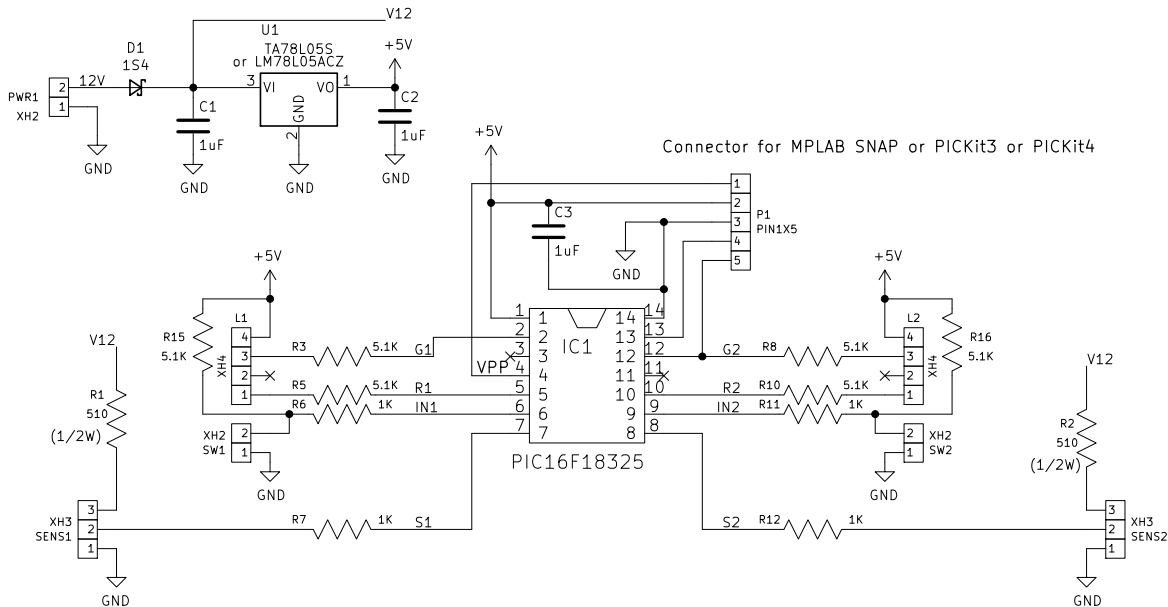 V12
U1
D1
TA78L05S
+5V
1S4
or LM78L05ACZ
2
12V
3
VI
VO
1
C2
PWR1
1
C1
GND
XH2
1uF
2
1uF
+5V
GND
GND
GND
GND
Connector for MPLAB SNAP or PICKit3 or PICKit4
1
2
C3
3
P1
PIN1X5
4
1uF
5
GND
+5V
+5V
L1
1
1
14
14
L2
R15
4
2
2
13
13
4
R16
5.1K
XH4
3
R3
5.1K
G1
3
3
IC1
12
12
G2
R8
5.1K
3
XH4
5.1K
V12
2
VPP
4
4
11
11
2
V12
1
R5
5.1K
R1
5
5
10
10
R2
R10
5.1K
1
R1
R6
1K
IN1
6
6
9
9
IN2
R11
1K
510
XH2
2
7
7
8
8
2
XH2
R2
(1/2W)
SW1
1
1
SW2
510
PIC16F18325
(1/2W)
GND
GND
3
3
XH3
2
R7
1K
S1
S2
R12
1K
2
XH3
SENS1
1
1
SENS2
GND
GND